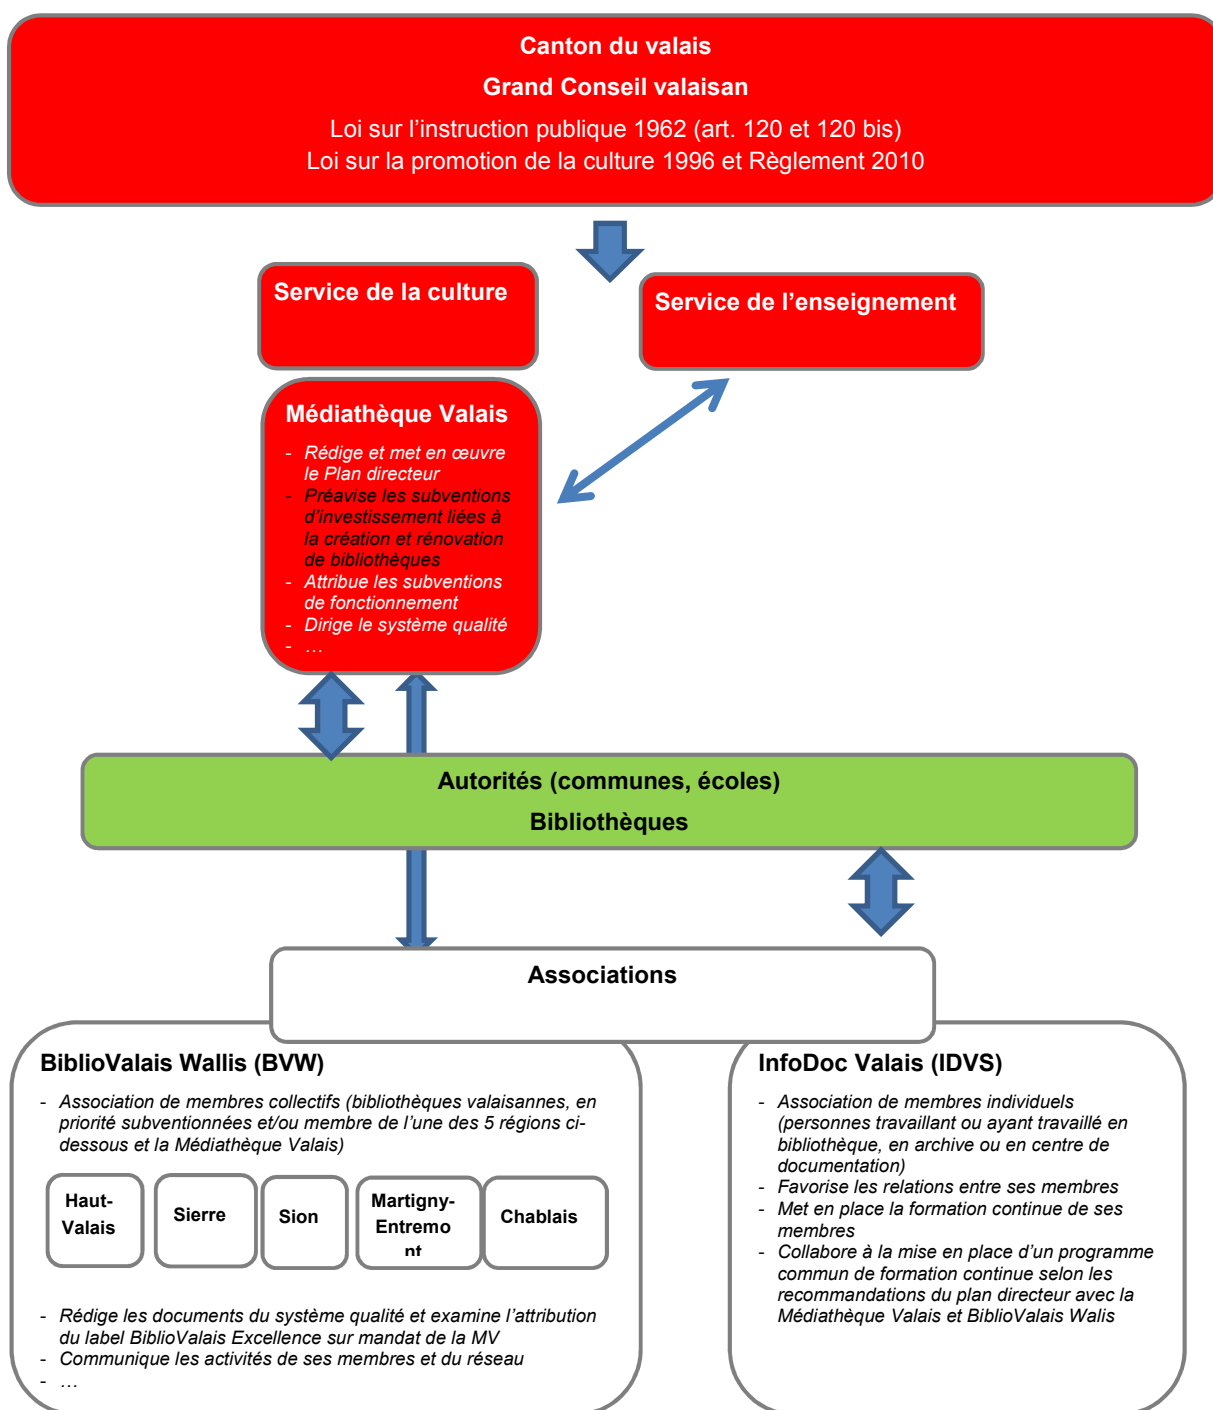 Canton du valais
Grand Conseil valaisan
Loi sur l'instruction publique 1962 (art. 120 et 120 bis)
Loi sur la promotion de la culture 1996 et Règlement 2010
Service de la culture
Service de l'enseignement
Médiathèque Valais
- Rédige et met en œuvre
le Plan directeur
- Préavise les subventions
d'investissement liées à
la création et rénovation
de bibliothèques
- Attribue les subventions
de fonctionnement
- Dirige le système qualité
- …
Autorités (communes, écoles)
Bibliothèques
Associations
BiblioValais Wallis (BVW)
- Association de membres collectifs (bibliothèques valaisannes, en
priorité subventionnées et/ou membre de l'une des 5 régions ci-
dessous et la Médiathèque Valais)
Haut-
Valais
Sierre
Sion
Martigny-
Entremo
nt
Chablais
- Rédige les documents du système qualité et examine l'attribution
du label BiblioValais Excellence sur mandat de la MV
- Communique les activités de ses membres et du réseau
- …
InfoDoc Valais (IDVS)
- Association de membres individuels
(personnes travaillant ou ayant travaillé en
bibliothèque, en archive ou en centre de
documentation)
- Favorise les relations entre ses membres
- Met en place la formation continue de ses
membres
- Collabore à la mise en place d'un programme
commun de formation continue selon les
recommandations du plan directeur avec la
Médiathèque Valais et BiblioValais Walis